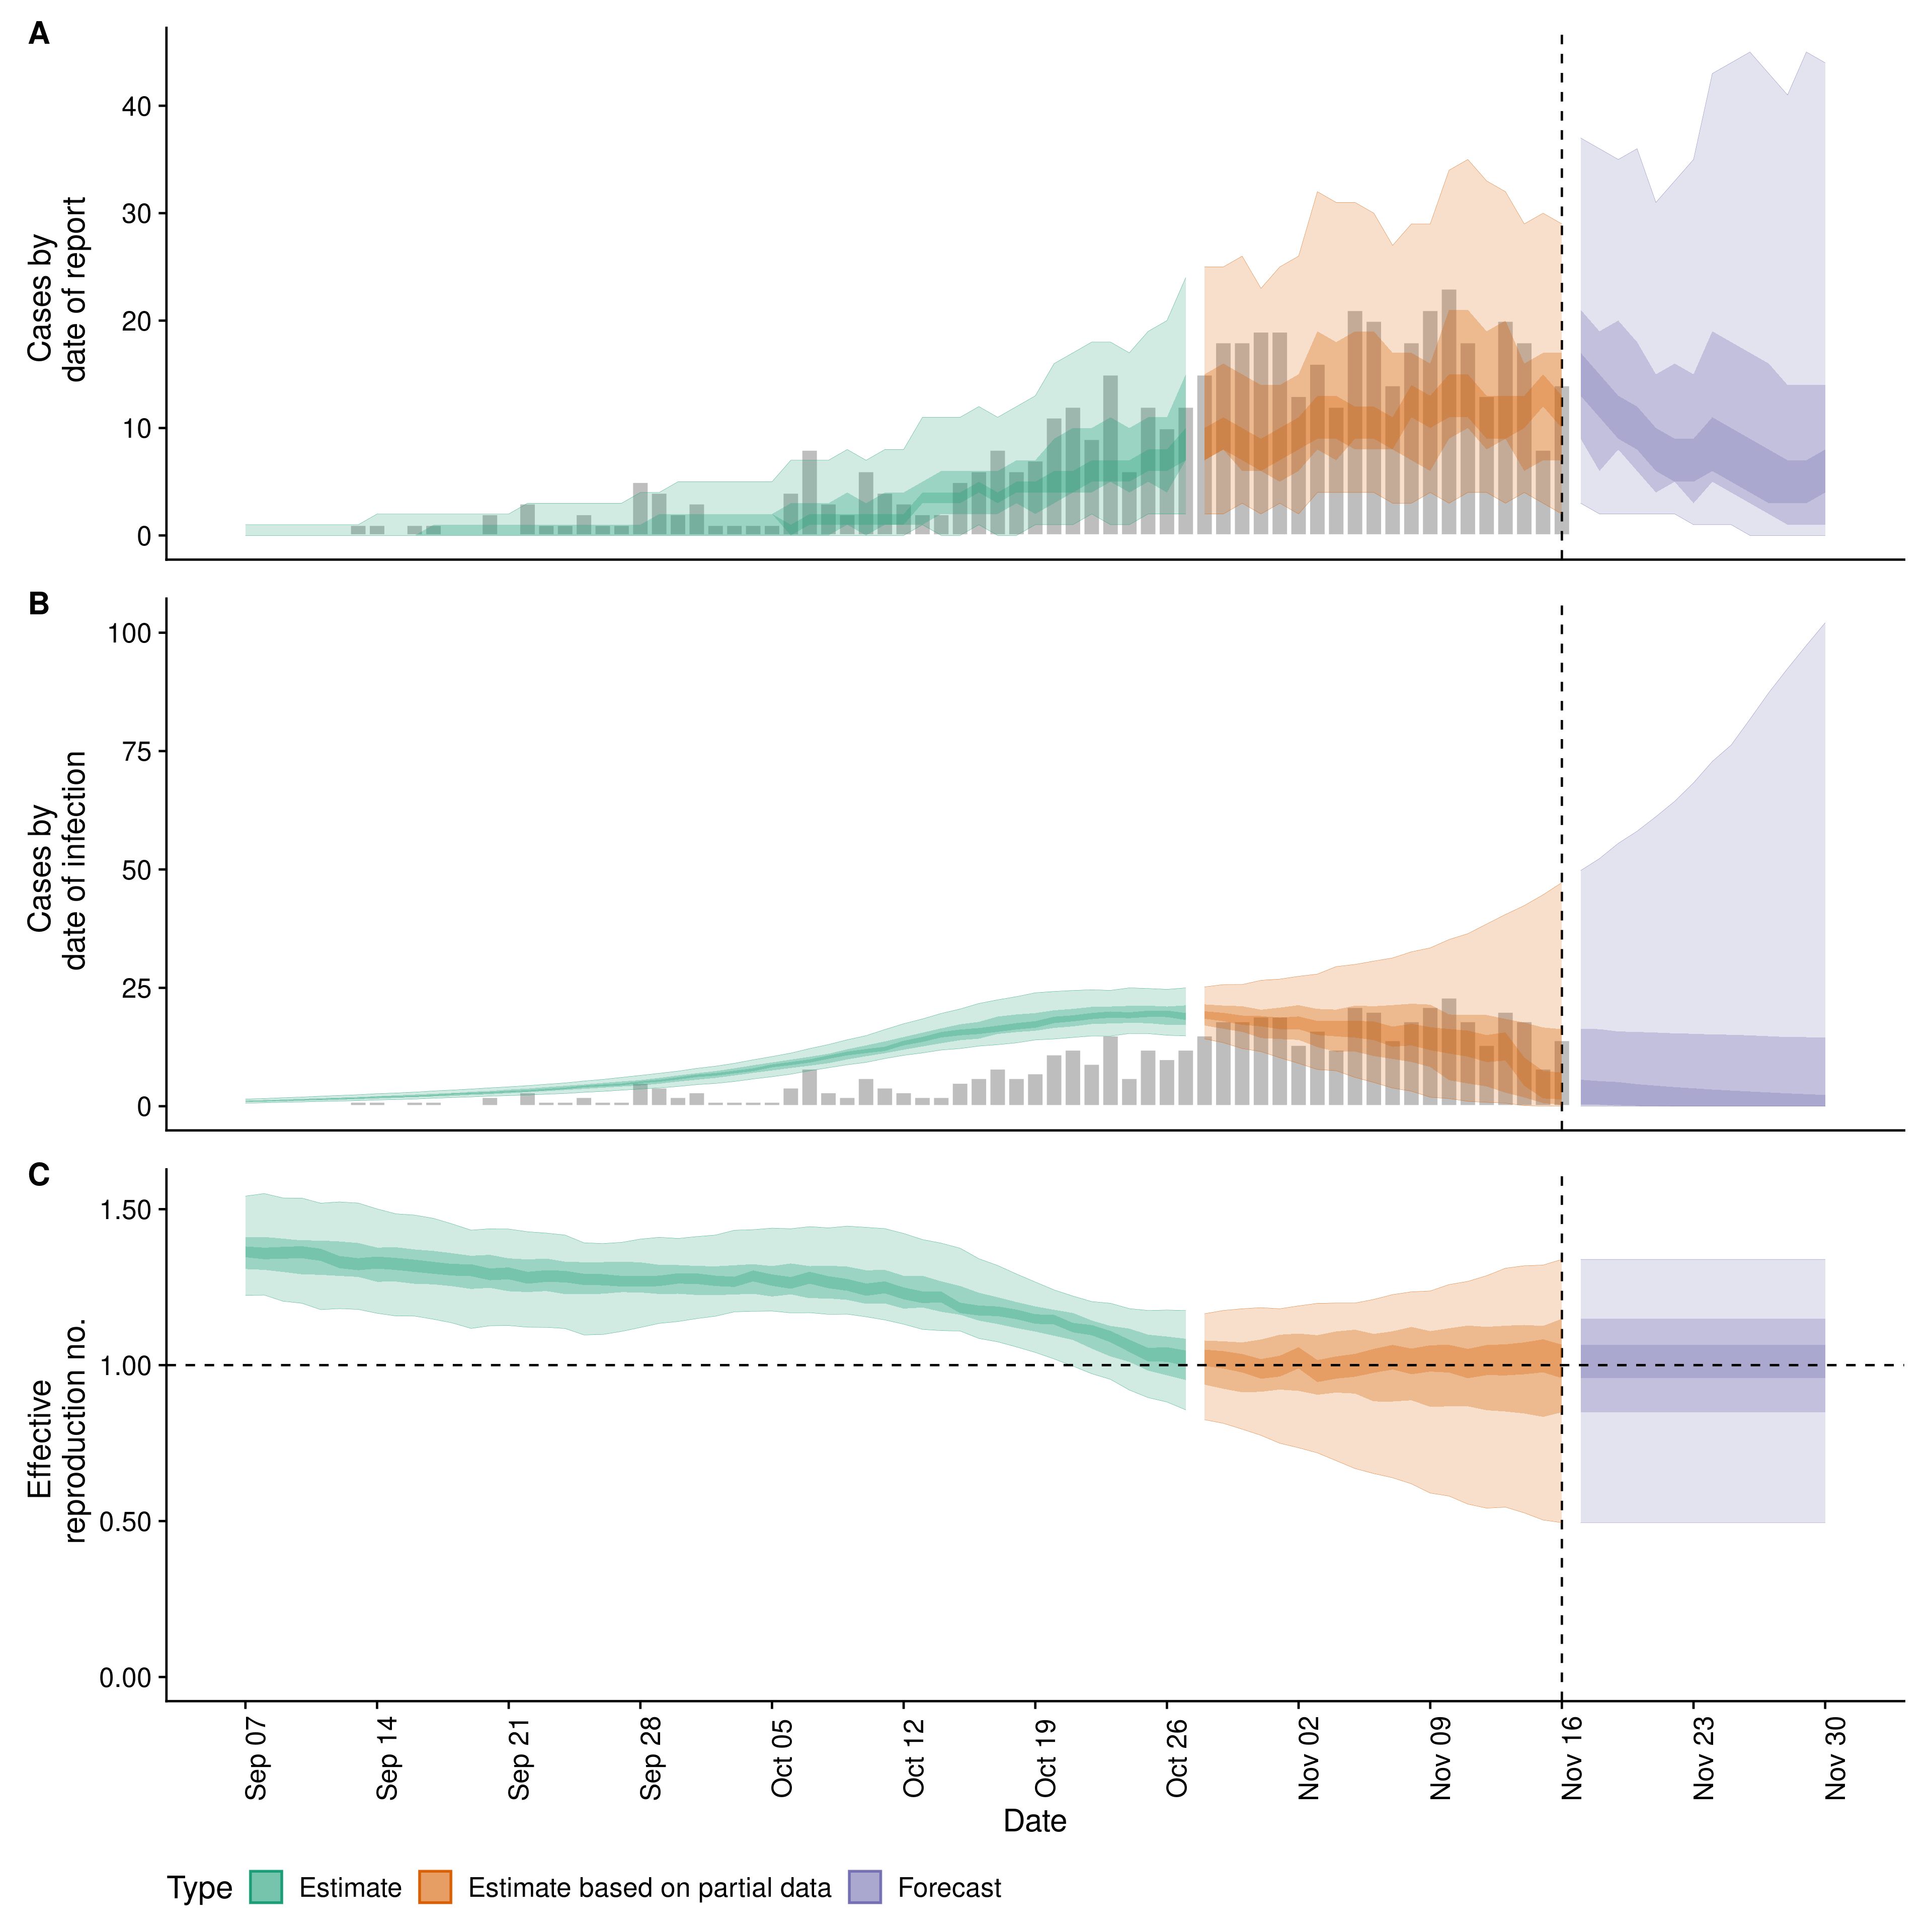 A
Cases by
date of report
40
30
20
10
0
B
Cases by
date of infection
100
75
50
25
0
C
Effective
reproduction no.
1.50
1.00
0.50
0.00
Sep 07
Sep 14
Sep 21
Sep 28
Oct 05
Oct 12
Oct 19
Oct 26
Nov 02
Nov 09
Nov 16
Nov 23
Nov 30
Date
Type Estimate Estimate based on partial data Forecast